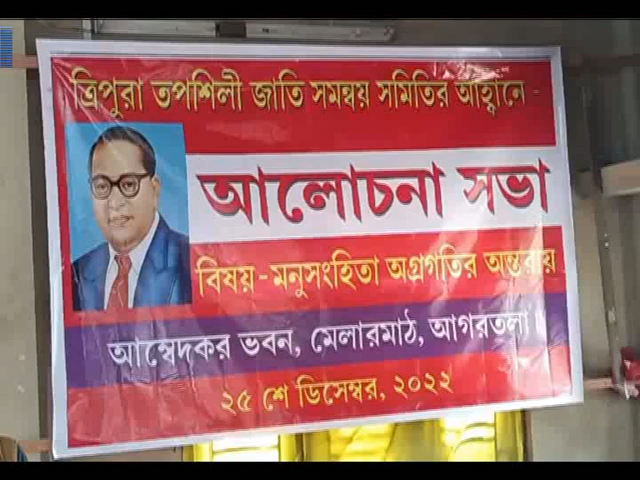 ত্রিপুরা তপশিলী জাতি সমন্বয় সমিতির আহ্বানে -
আলোচনা সভা
বিষয় - মনুসংহিতা অগ্রগতির অন্তরায়
আম্বেদকর ভবন, মেলারমাঠ, আগরতলা।
২৫ শে ডিসেম্বর, ২০২২